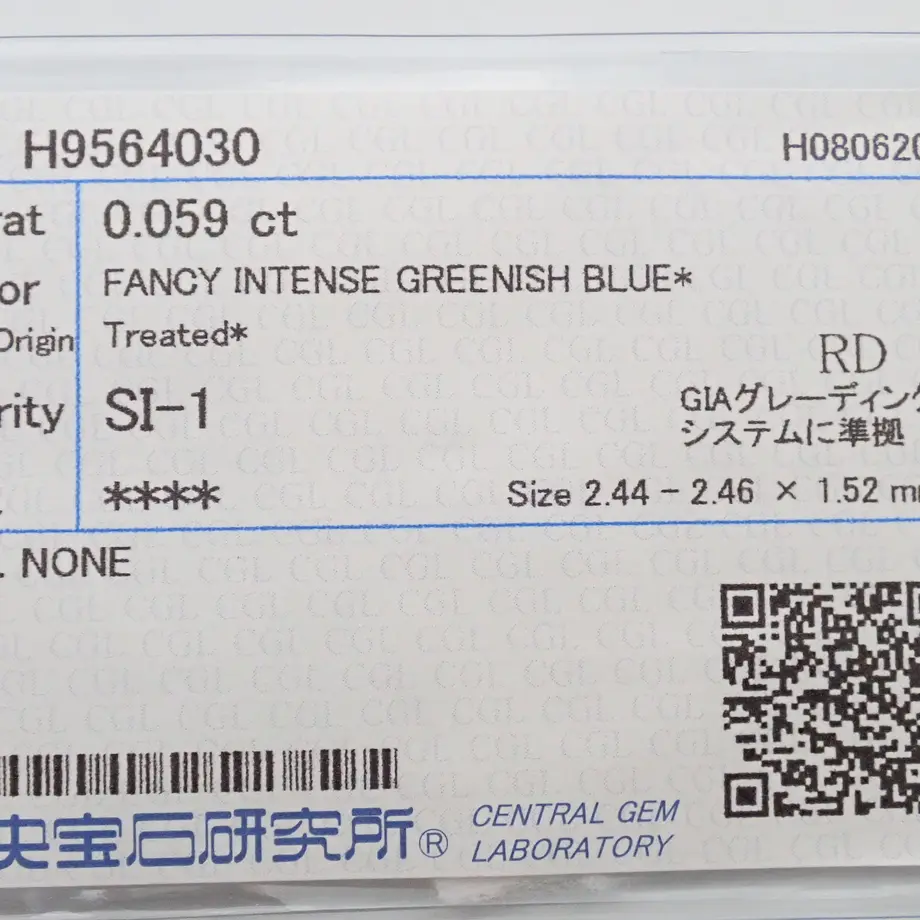 H9564030 H080620
rat 0.059 ct
or FANCY INTENSE GREENISH BLUE*
Origin Treated*
RD
rity SI-1
GIAグレーディング
システムに準拠
**** Size 2.44 - 2.46 × 1.52 mm
. NONE
央宝石研究所® CENTRAL GEM
LABORATORY